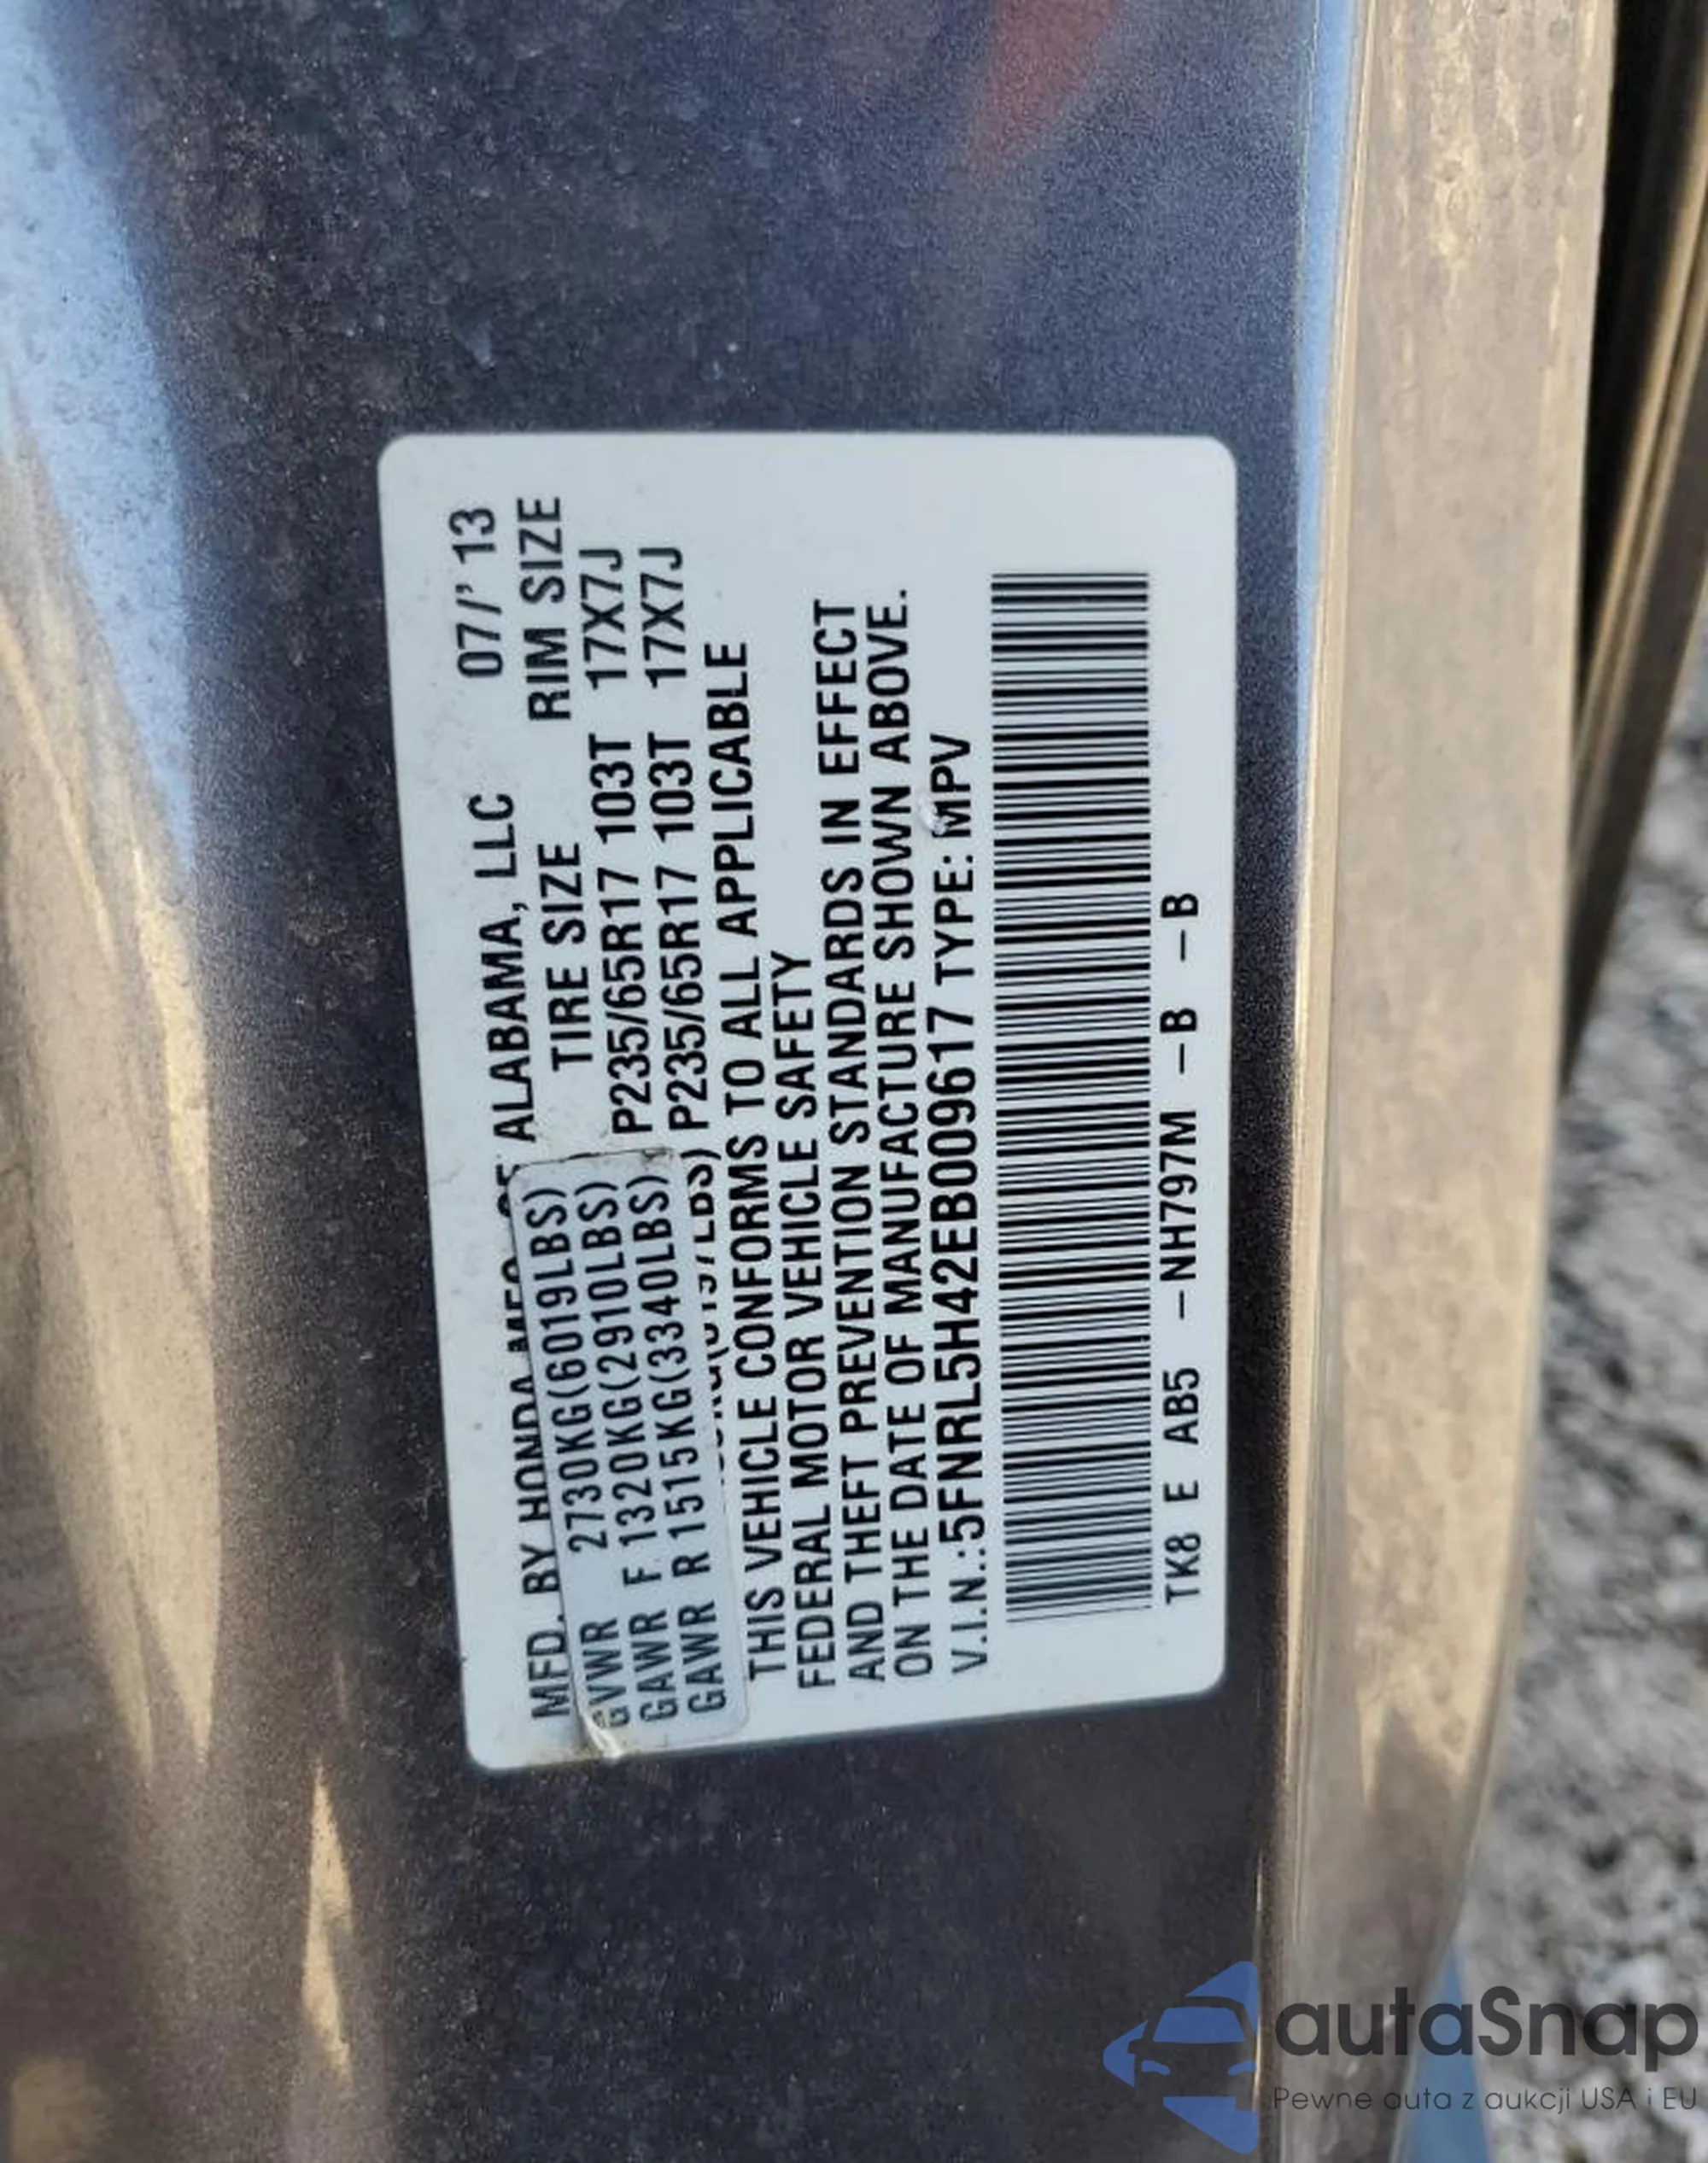 MFD. BY HONDA MFG. OF ALABAMA, LLC 07/'13
TIRE SIZE RIM SIZE
GVWR 2730KG(6019LBS)
GAWR F 1320KG(2910LBS) P235/65R17 103T 17X7J
GAWR R 1515KG(3340LBS) P235/65R17 103T 17X7J
THIS VEHICLE CONFORMS TO ALL APPLICABLE
FEDERAL MOTOR VEHICLE SAFETY
AND THEFT PREVENTION STANDARDS IN EFFECT
ON THE DATE OF MANUFACTURE SHOWN ABOVE.
V.I.N.:5FNRL5H42EB009617 TYPE: MPV
TK8 E AB5 –NH797M –B –B
autaSnap
Pewne auta z aukcji USA i EU